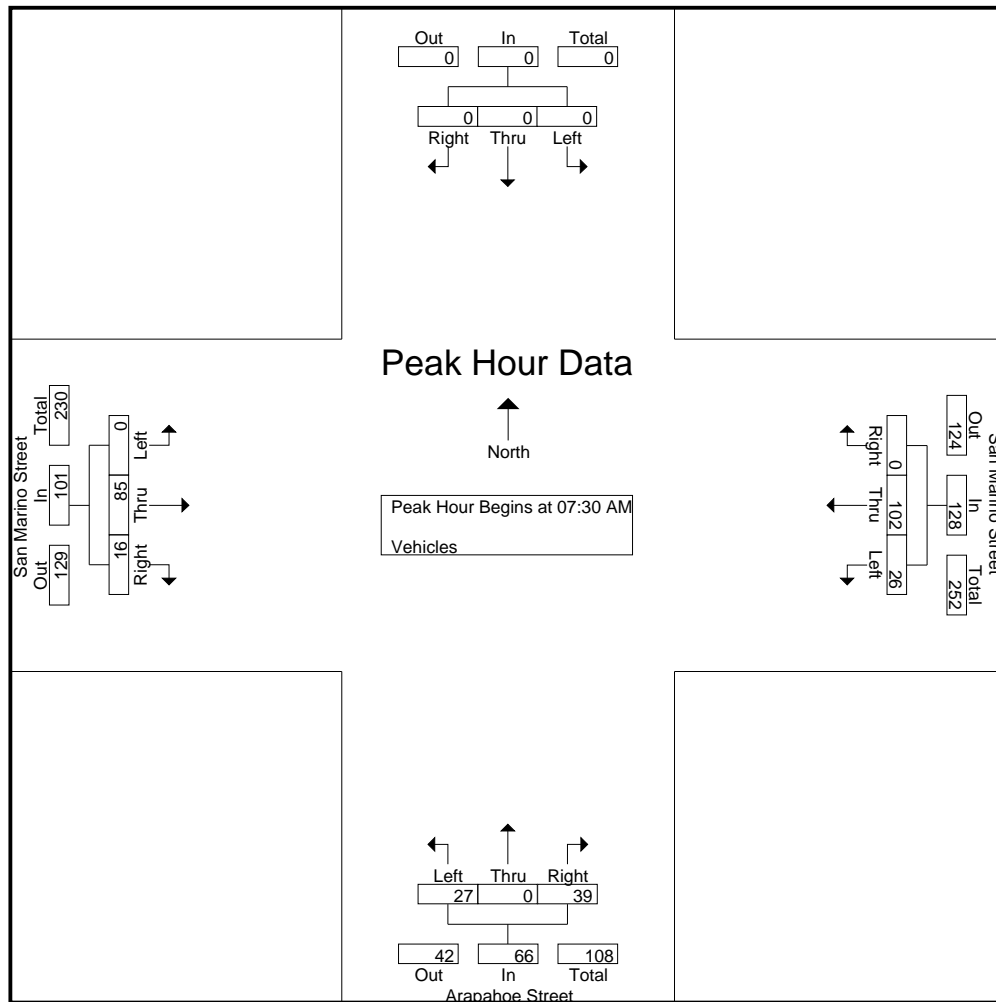 Out In Total
0 0 0
0 0 0
Right Thru Left
Peak Hour Data
North
Peak Hour Begins at 07:30 AM
Vehicles
San Marino Street
Total In Out
230 101 129
0 85 16
Left Thru Right
San Marino Street
Out In Total
124 128 252
0 102 26
Right Thru Left
Left Thru Right
27 0 39
42 66 108
Out In Total
Arapahoe Street